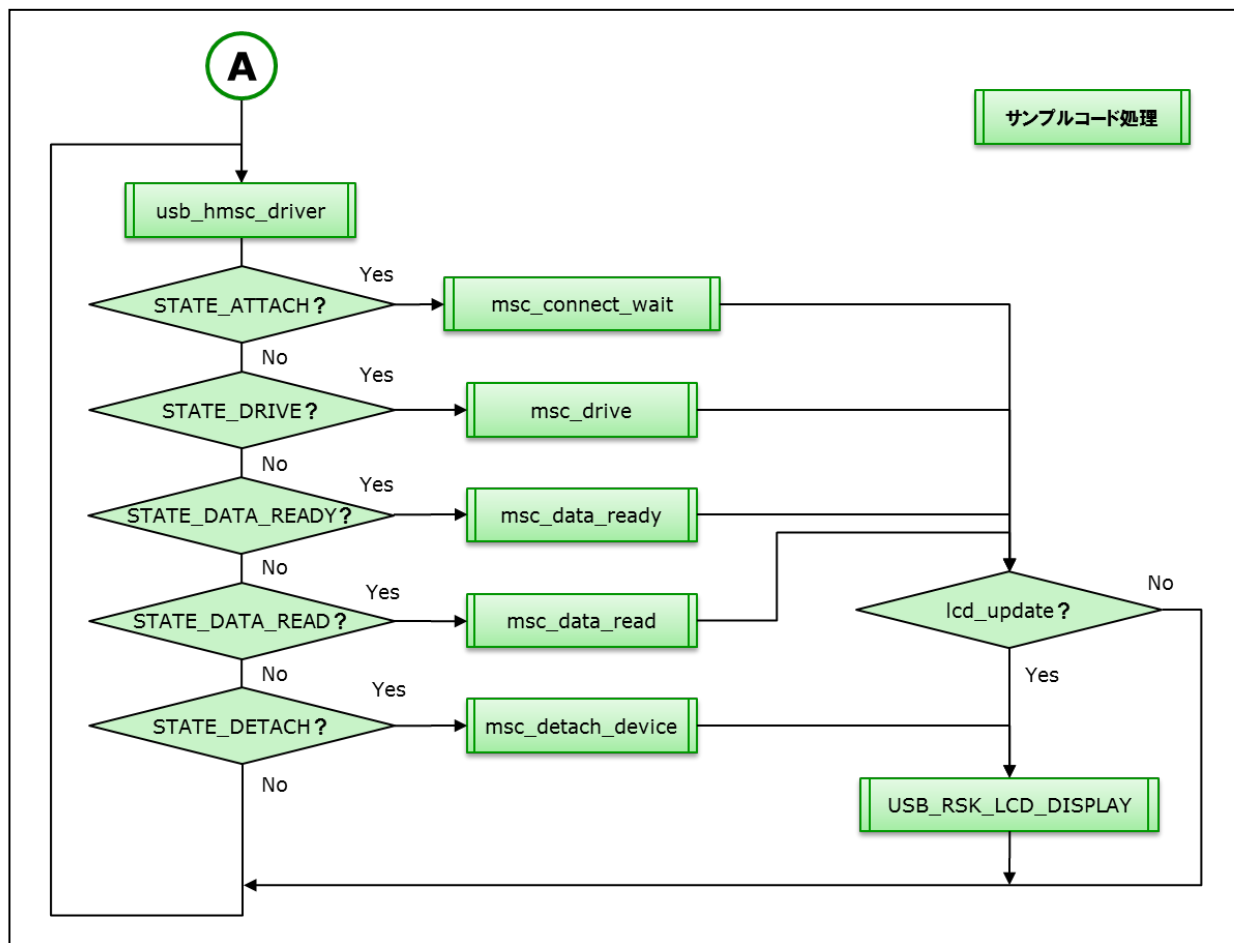 A
サンプルコード処理
usb_hmsc_driver
STATE_ATTACH?
Yes
msc_connect_wait
No
STATE_DRIVE?
Yes
msc_drive
No
STATE_DATA_READY?
Yes
msc_data_ready
No
STATE_DATA_READ?
Yes
msc_data_read
lcd_update?
No
Yes
No
STATE_DETACH?
Yes
msc_detach_device
No
USB_RSK_LCD_DISPLAY